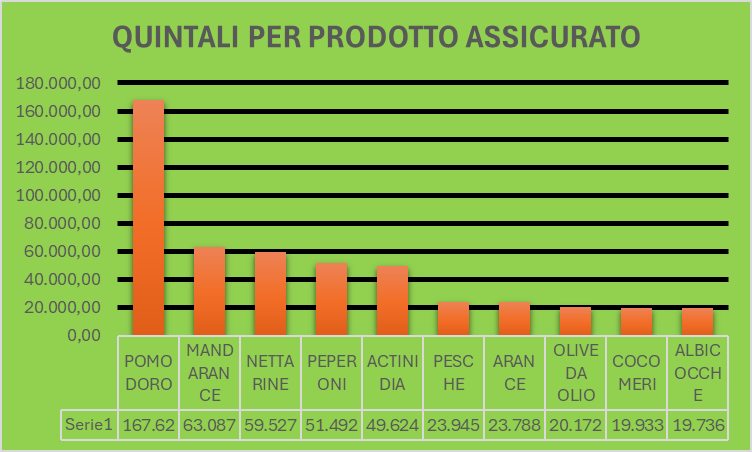 QUINTALI PER PRODOTTO ASSICURATO
180.000,00
160.000,00
140.000,00
120.000,00
100.000,00
80.000,00
60.000,00
40.000,00
20.000,00
0,00
POMO
DORO
MAND
ARAN
CE
NETTA
RINE
PEPER
ONI
ACTINI
DIA
PESC
HE
ARAN
CE
OLIVE
DA
OLIO
COCO
MERI
ALBIC
OCCH
E
Serie1 167.62 63.087 59.527 51.492 49.624 23.945 23.788 20.172 19.933 19.736